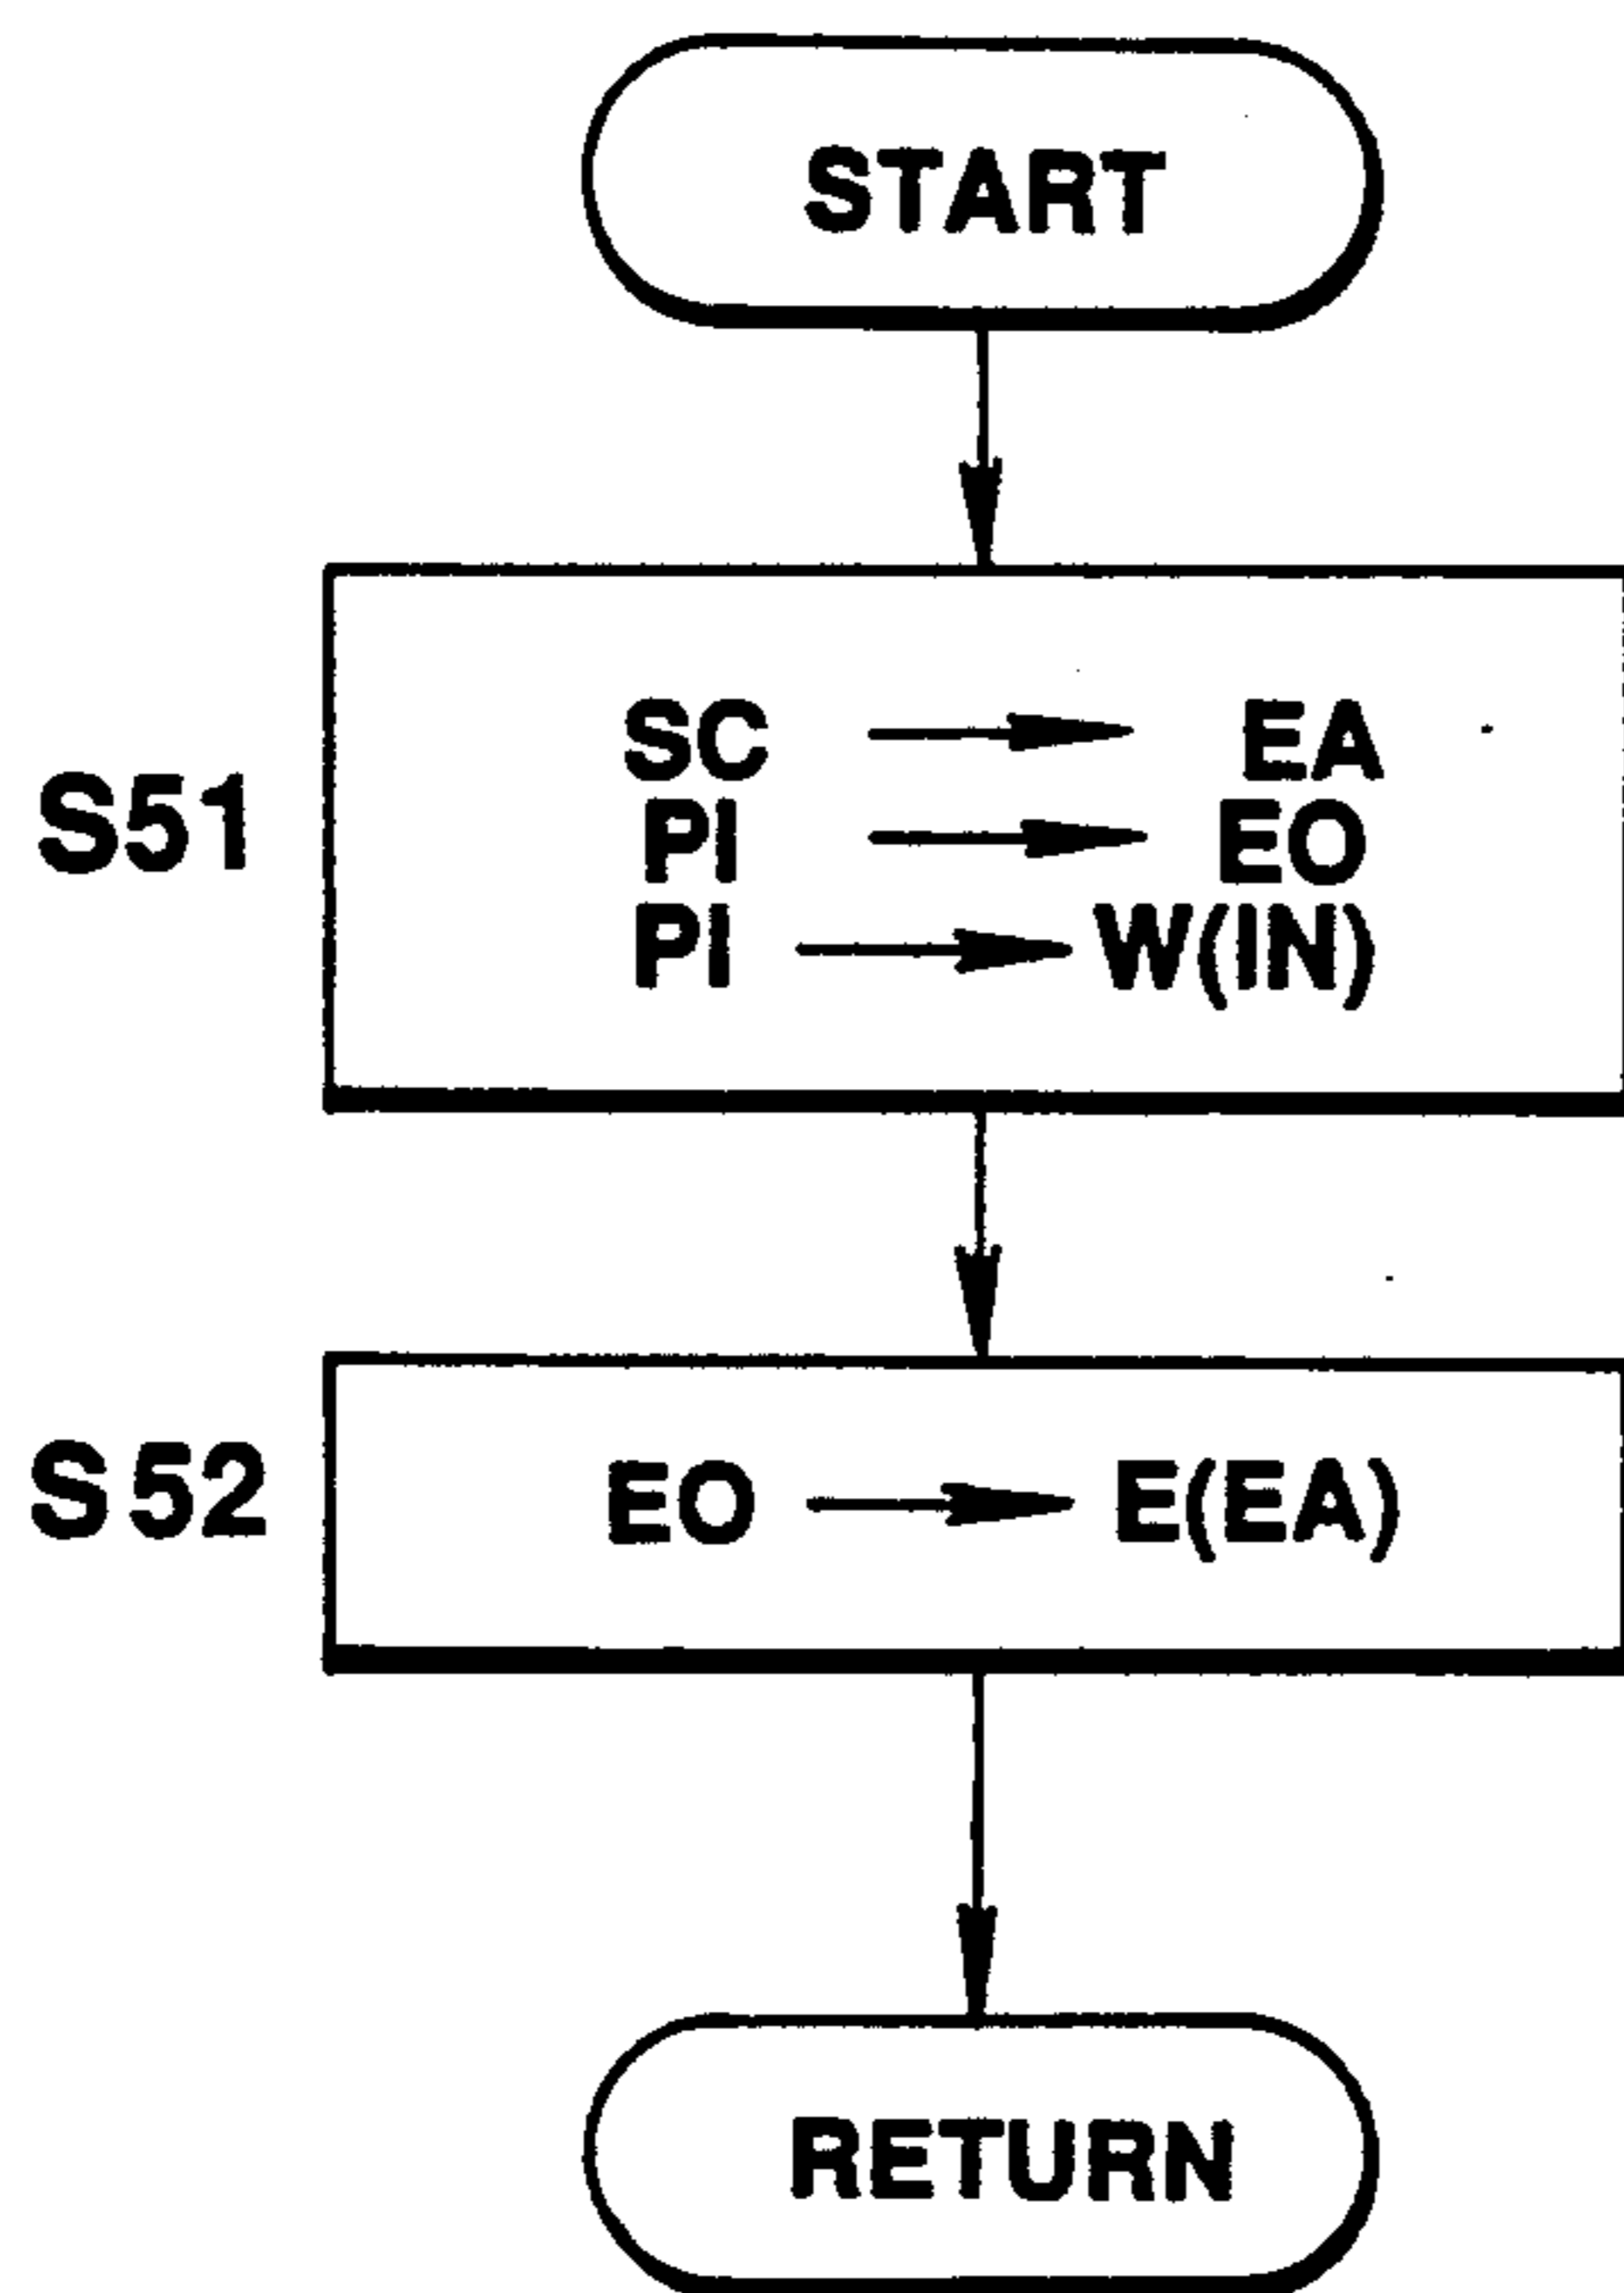 START
SC → EA
S51
PI → EO
PI → W(IN)
S52
EO → E(EA)
RETURN